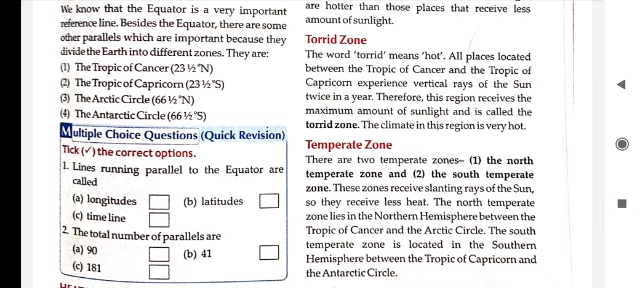 We know that the Equator is a very important
reference line. Besides the Equator, there are some
other parallels which are important because they
divide the Earth into different zones. They are:
(1) The Tropic of Cancer (23 ½ °N)
(2) The Tropic of Capricorn (23 ½ °S)
(3) The Arctic Circle (66 ½ °N)
(4) The Antarctic Circle (66 ½ °S)
Multiple Choice Questions (Quick Revision)
Tick (✓) the correct options.
1. Lines running parallel to the Equator are
called
(a) longitudes (b) latitudes
(c) time line
2. The total number of parallels are
(a) 90 (b) 41
(c) 181
are hotter than those places that receive less
amount of sunlight.
Torrid Zone
The word 'torrid' means 'hot'. All places located
between the Tropic of Cancer and the Tropic of
Capricorn experience vertical rays of the Sun
twice in a year. Therefore, this region receives the
maximum amount of sunlight and is called the
torrid zone. The climate in this region is very hot.
Temperate Zone
There are two temperate zones– (1) the north
temperate zone and (2) the south temperate
zone. These zones receive slanting rays of the Sun,
so they receive less heat. The north temperate
zone lies in the Northern Hemisphere between the
Tropic of Cancer and the Arctic Circle. The south
temperate zone is located in the Southern
Hemisphere between the Tropic of Capricorn and
the Antarctic Circle.